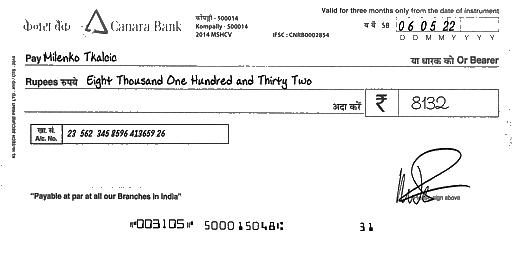 केनरा बैंक Canara Bank
कोंपल्ली - 500014
Kompally - 500014
2014 MSHCV
IFSC : CNRB0002854
Valid for three months only from the date of instrument
SB 06 05 22
D D M M Y Y Y Y
Pay Milenko Tkalcic या धारक को Or Bearer
Rupees रुपये Eight Thousand One Hundred and Thirty Two
अदा करें ₹ 8132
खा. सं.
A/c. No. 23 562 345 8596 413659 26
sign above
"Payable at par at all our Branches in India"
⑈003105⑈ 500015048⑆ 31